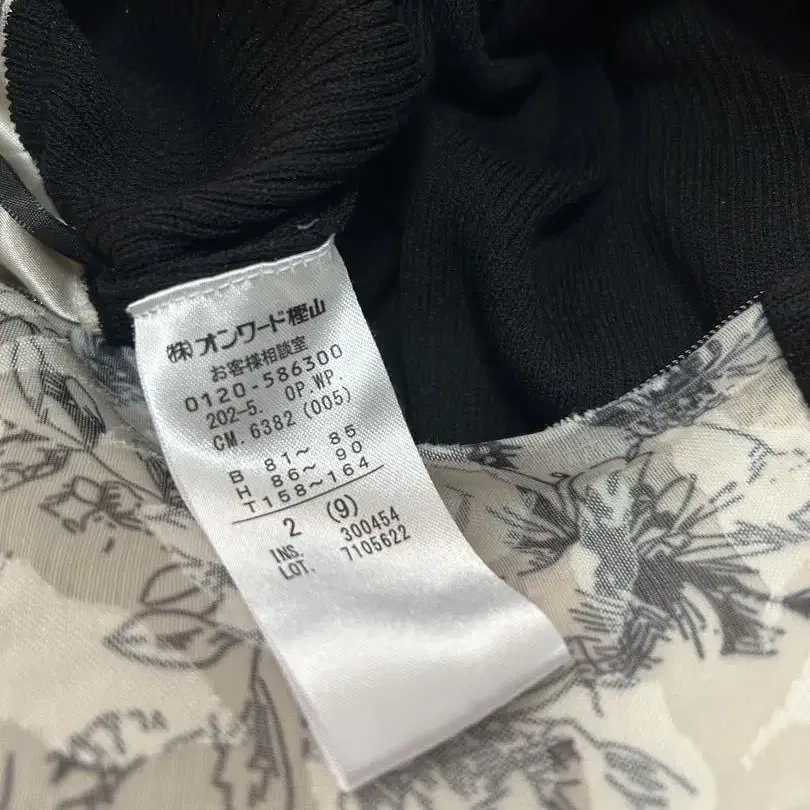 (株)オンワード樫山
お客様相談室
0120-586300
202-5. OP.WP.
CM. 6382 (005)
B 81～ 85
H 86～ 90
T158～164
2 (9)
INS. 300454
LOT. 7105622